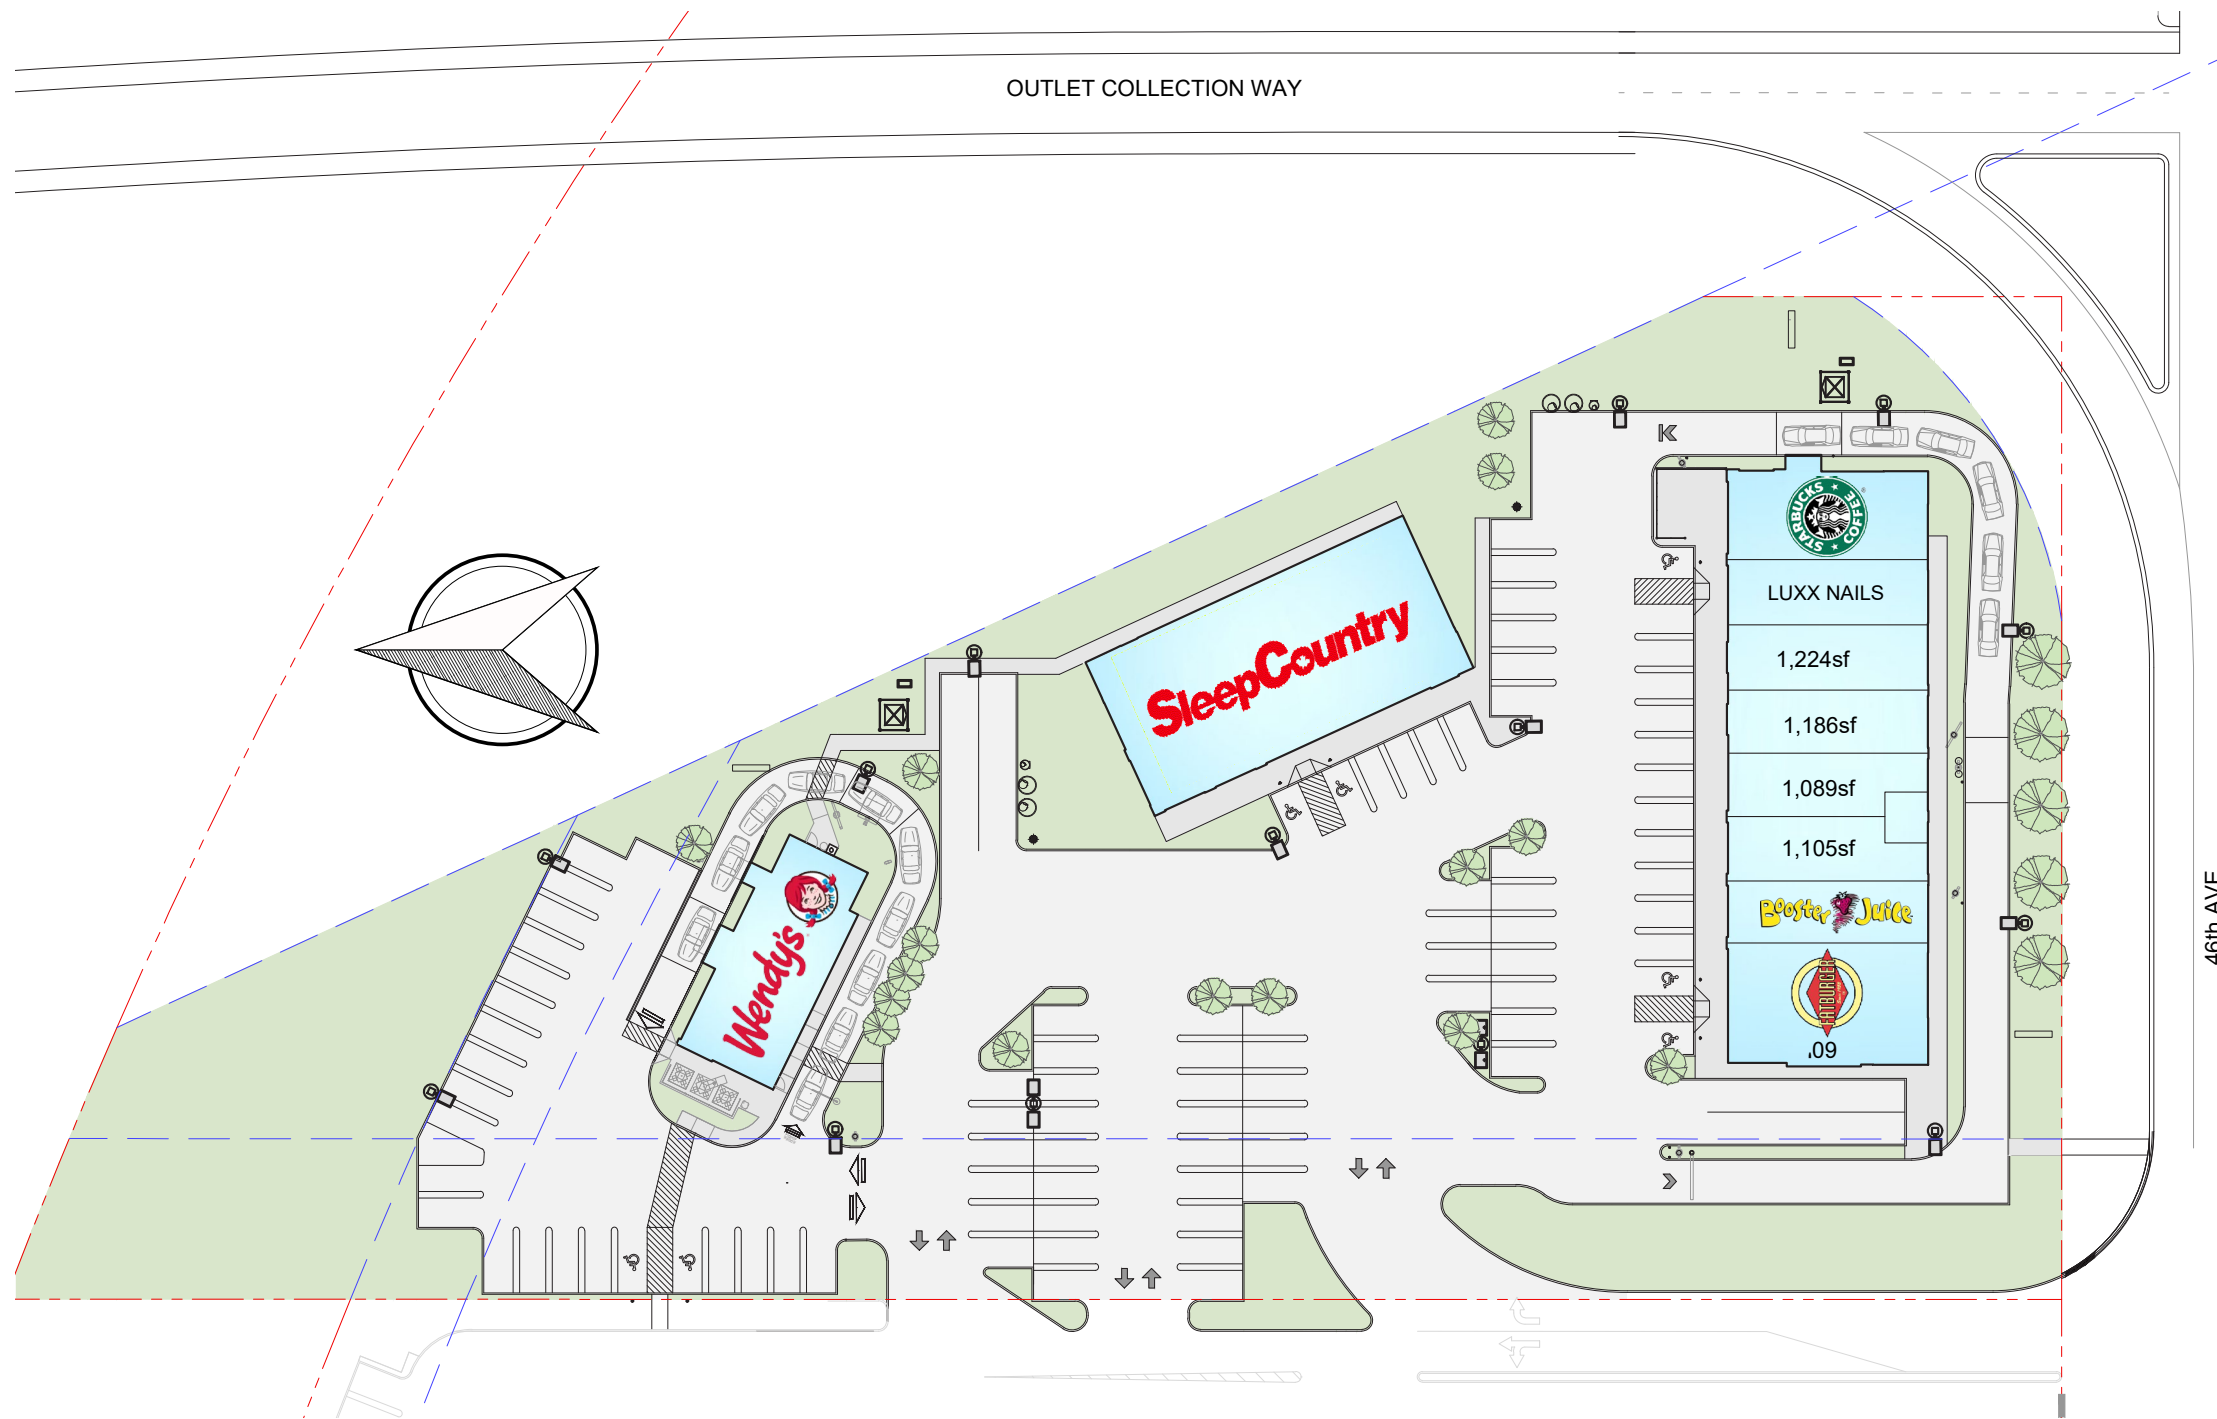 OUTLET COLLECTION WAY
STARBUCKS
COFFEE
LUXX NAILS
SleepCountry
1,224sf
1,186sf
1,089sf
1,105sf
Wendy's
Booster Juice
FATBURGER
09
46th AVE